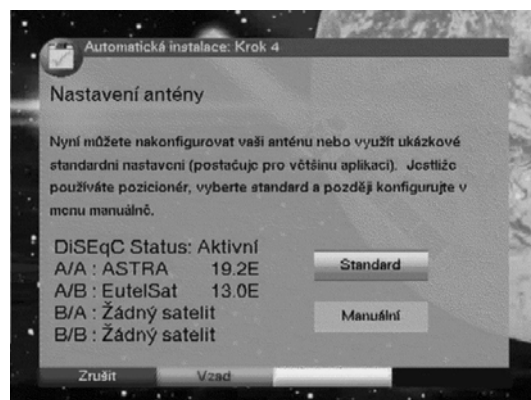 Automatická instalace: Krok 4
Nastavení antény
Nyní můžete nakonfigurovat vaši anténu nebo využít ukázkové
standardní nastavení (postačuje pro většinu aplikací). Jestliže
používáte pozicionér, vyberte standard a později konfigurujte v
menu manuálně.
DiSEqC Status: Aktivní
A/A : ASTRA 19.2E
A/B : EutelSat 13.0E
B/A : Žádný satelit
B/B : Žádný satelit
Standard
Manuální
Zrušit Vzad